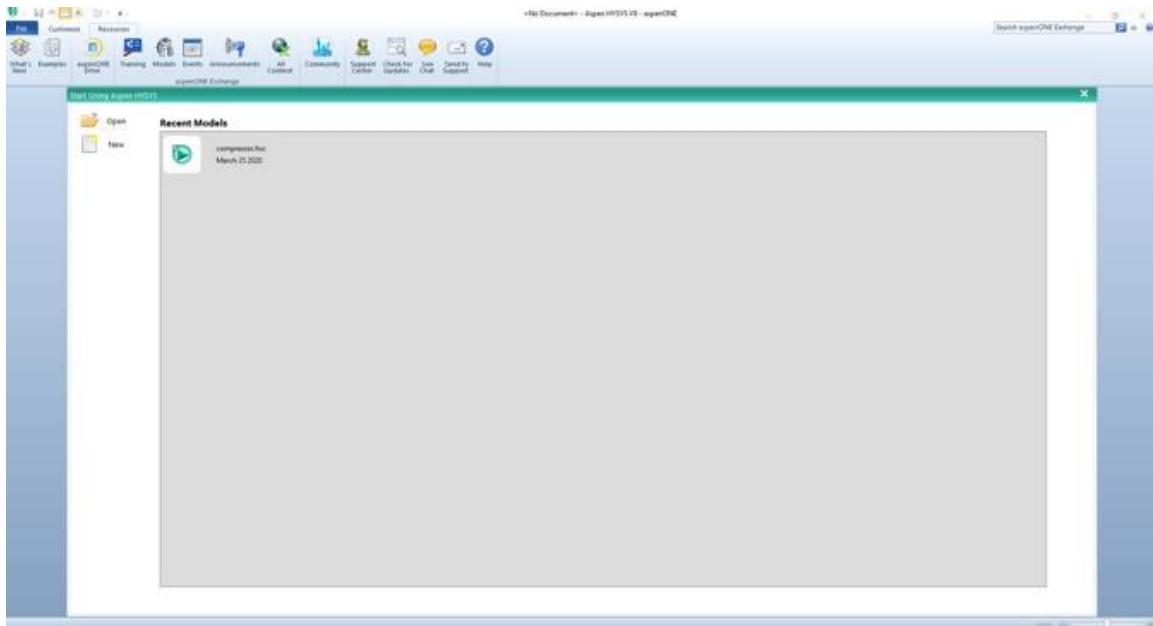 <No Document> - Aspen HYSYS V8 - aspenONE
File Customize Resources
Search aspenONE Exchange
What's New
Examples
aspenONE Drive
Training
Models
Events
Announcements
All Content
Community
Support Center
Check For Updates
Live Chat
Send to Support
Help
aspenONE Exchange
Start Using Aspen HYSYS
Open
Recent Models
New
compressor.hsc
March 25 2020